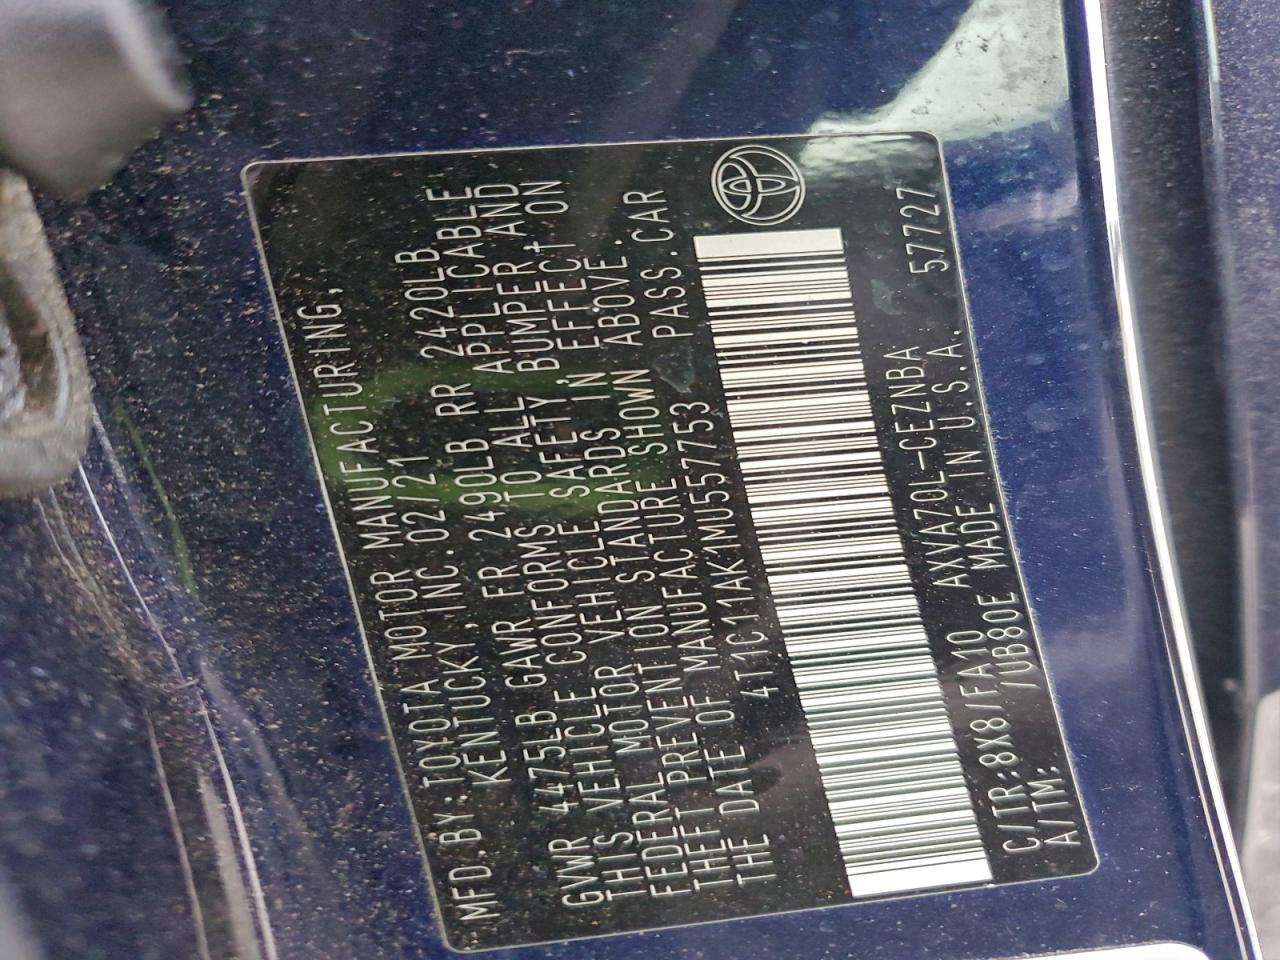 MFD.BY:TOYOTA MOTOR MANUFACTURING,
KENTUCKY,INC.02/21
GVWR 4475LB GAWR FR 2490LB RR 2420LB
THIS VEHICLE CONFORMS TO ALL APPLICABLE
FEDERAL MOTOR VEHICLE SAFETY, BUMPER, AND
THEFT PREVENTION STANDARDS IN EFFECT ON
THE DATE OF MANUFACTURE SHOWN ABOVE.
4T1C11AK1MU557753 PASS.CAR
C/TR:8X8/FA10 AXVA70L-CEZNBA 57727
A/TM: /UB80E MADE IN U.S.A.